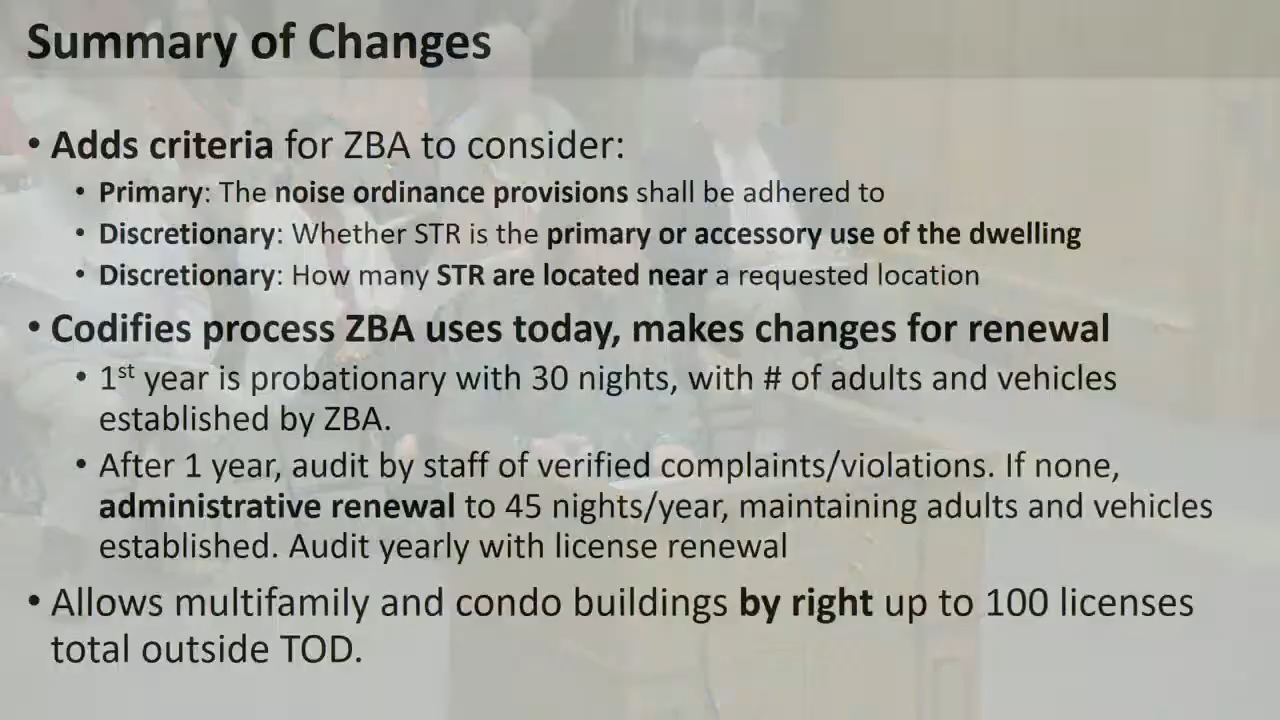 Summary of Changes
• Adds criteria for ZBA to consider:
• Primary: The noise ordinance provisions shall be adhered to
• Discretionary: Whether STR is the primary or accessory use of the dwelling
• Discretionary: How many STR are located near a requested location
• Codifies process ZBA uses today, makes changes for renewal
• 1st year is probationary with 30 nights, with # of adults and vehicles
established by ZBA.
• After 1 year, audit by staff of verified complaints/violations. If none,
administrative renewal to 45 nights/year, maintaining adults and vehicles
established. Audit yearly with license renewal
• Allows multifamily and condo buildings by right up to 100 licenses
total outside TOD.